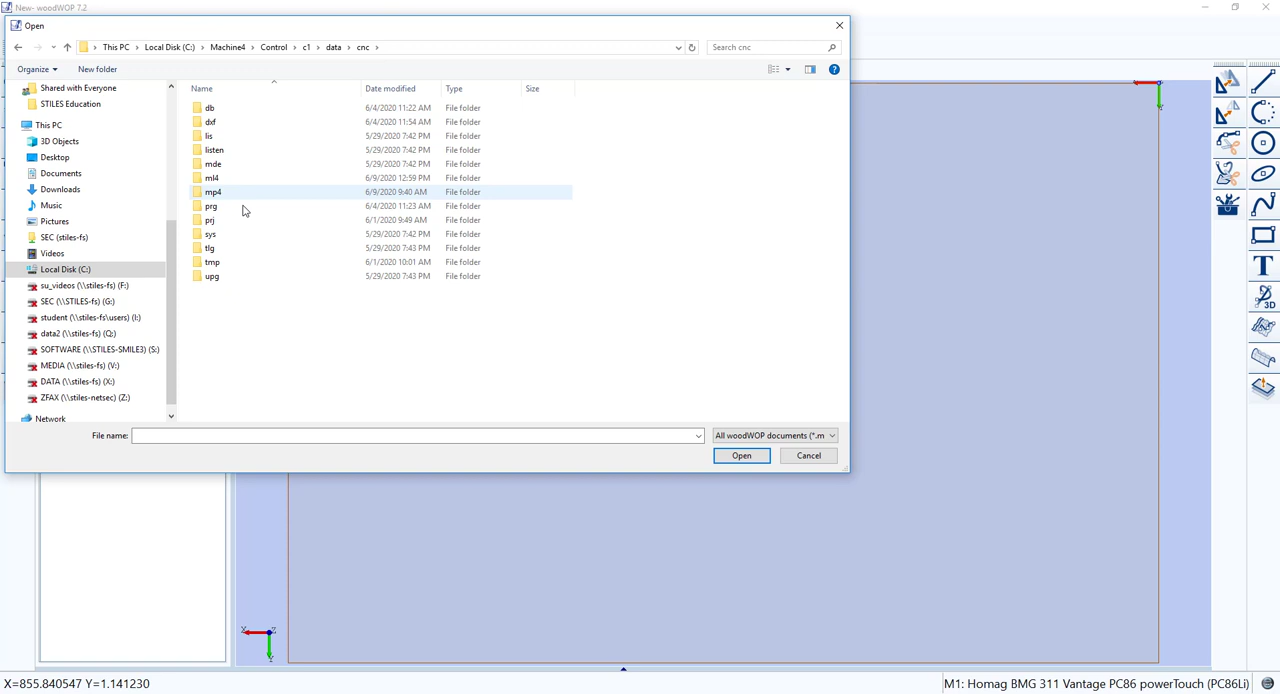 New- woodWOP 7.2
Open
This PC > Local Disk (C:) > Machine4 > Control > c1 > data > cnc >
Search cnc
Organize
New folder
Name
Date modified
Type
Size
Shared with Everyone
STILES Education
This PC
3D Objects
Desktop
Documents
Downloads
Music
Pictures
SEC (stiles-fs)
Videos
Local Disk (C:)
su_videos (\\stiles-fs) (F:)
SEC (\\STILES-fs) (G:)
student (\\stiles-fs\users) (I:)
data2 (\\stiles-fs) (Q:)
SOFTWARE (\\STILES-SMILE3) (S:)
MEDIA (\\stiles-fs) (V:)
DATA (\\stiles-fs) (X:)
ZFAX (\\stiles-netsec) (Z:)
Network
db 6/4/2020 11:22 AM File folder
dxf 6/4/2020 11:54 AM File folder
lis 5/29/2020 7:42 PM File folder
listen 5/29/2020 7:42 PM File folder
mde 5/29/2020 7:42 PM File folder
ml4 6/9/2020 12:59 PM File folder
mp4 6/9/2020 9:40 AM File folder
prg 6/4/2020 11:23 AM File folder
prj 6/1/2020 9:49 AM File folder
sys 5/29/2020 7:42 PM File folder
tlg 5/29/2020 7:43 PM File folder
tmp 6/1/2020 10:01 AM File folder
upg 5/29/2020 7:43 PM File folder
File name:
All woodWOP documents (*.m
Open
Cancel
Y
T
3D
X Z
Y
X=855.840547 Y=1.141230
M1: Homag BMG 311 Vantage PC86 powerTouch (PC86Li)